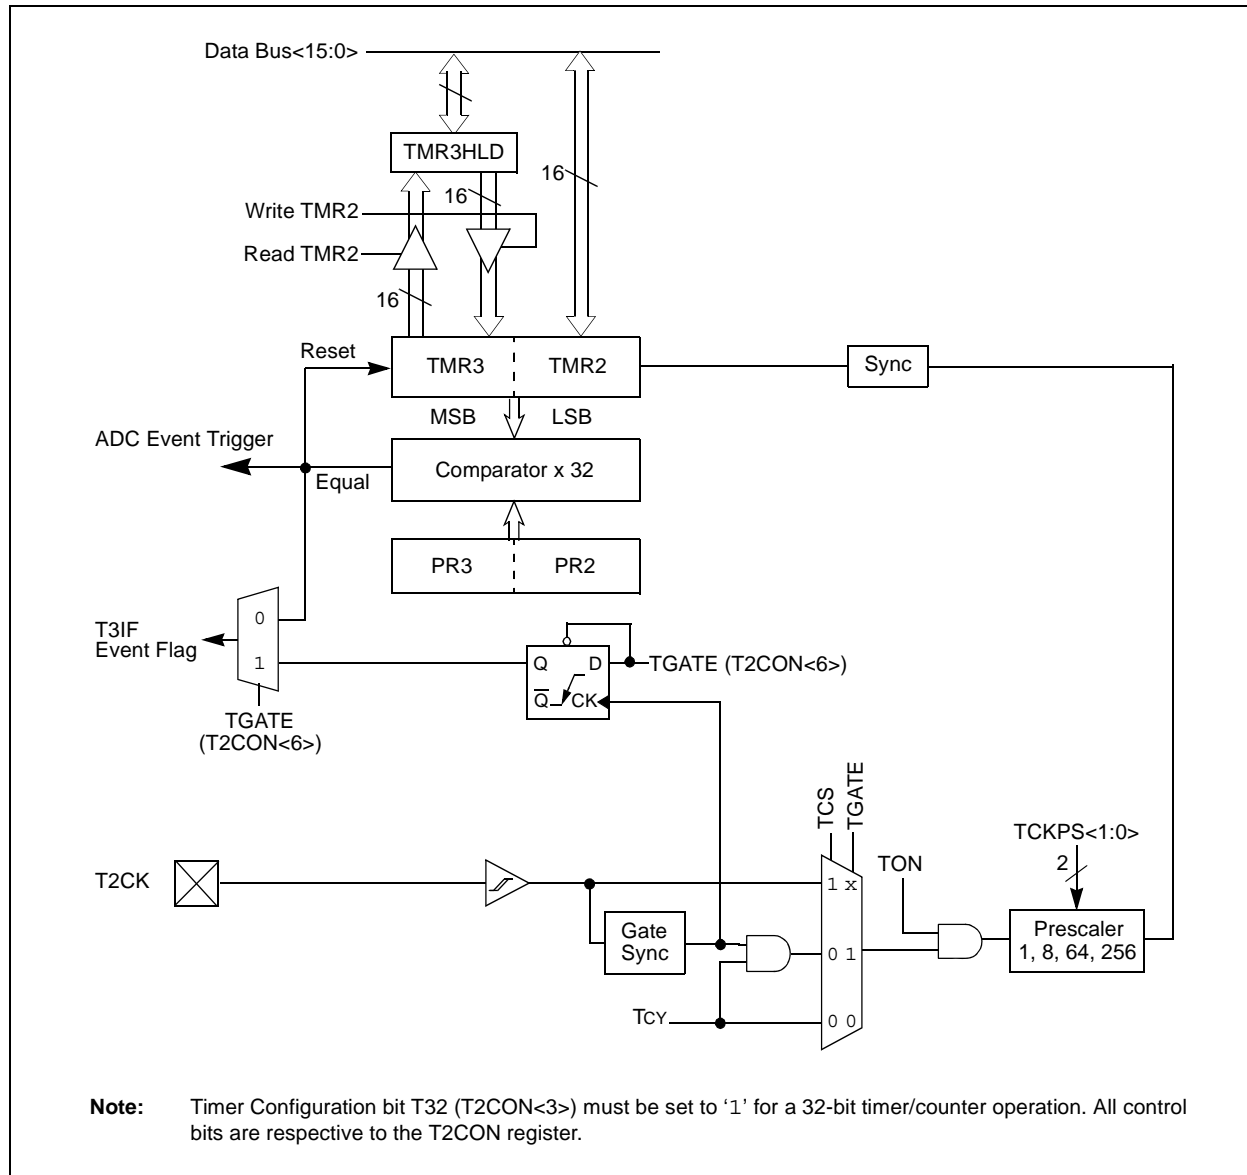 Data Bus<15:0>
TMR3HLD
16
16
Write TMR2
Read TMR2
16
Reset
TMR3
TMR2
Sync
MSB
LSB
ADC Event Trigger
Equal
Comparator x 32
PR3
PR2
0
1
T3IF
Event Flag
Q
D
Q̅
CK
TGATE (T2CON<6>)
TGATE
(T2CON<6>)
TCS
TGATE
TCKPS<1:0>
2
T2CK
1 x
TON
Gate
Sync
0 1
Prescaler
1, 8, 64, 256
TCY
0 0
Note: Timer Configuration bit T32 (T2CON<3>) must be set to ‘1’ for a 32-bit timer/counter operation. All control
bits are respective to the T2CON register.